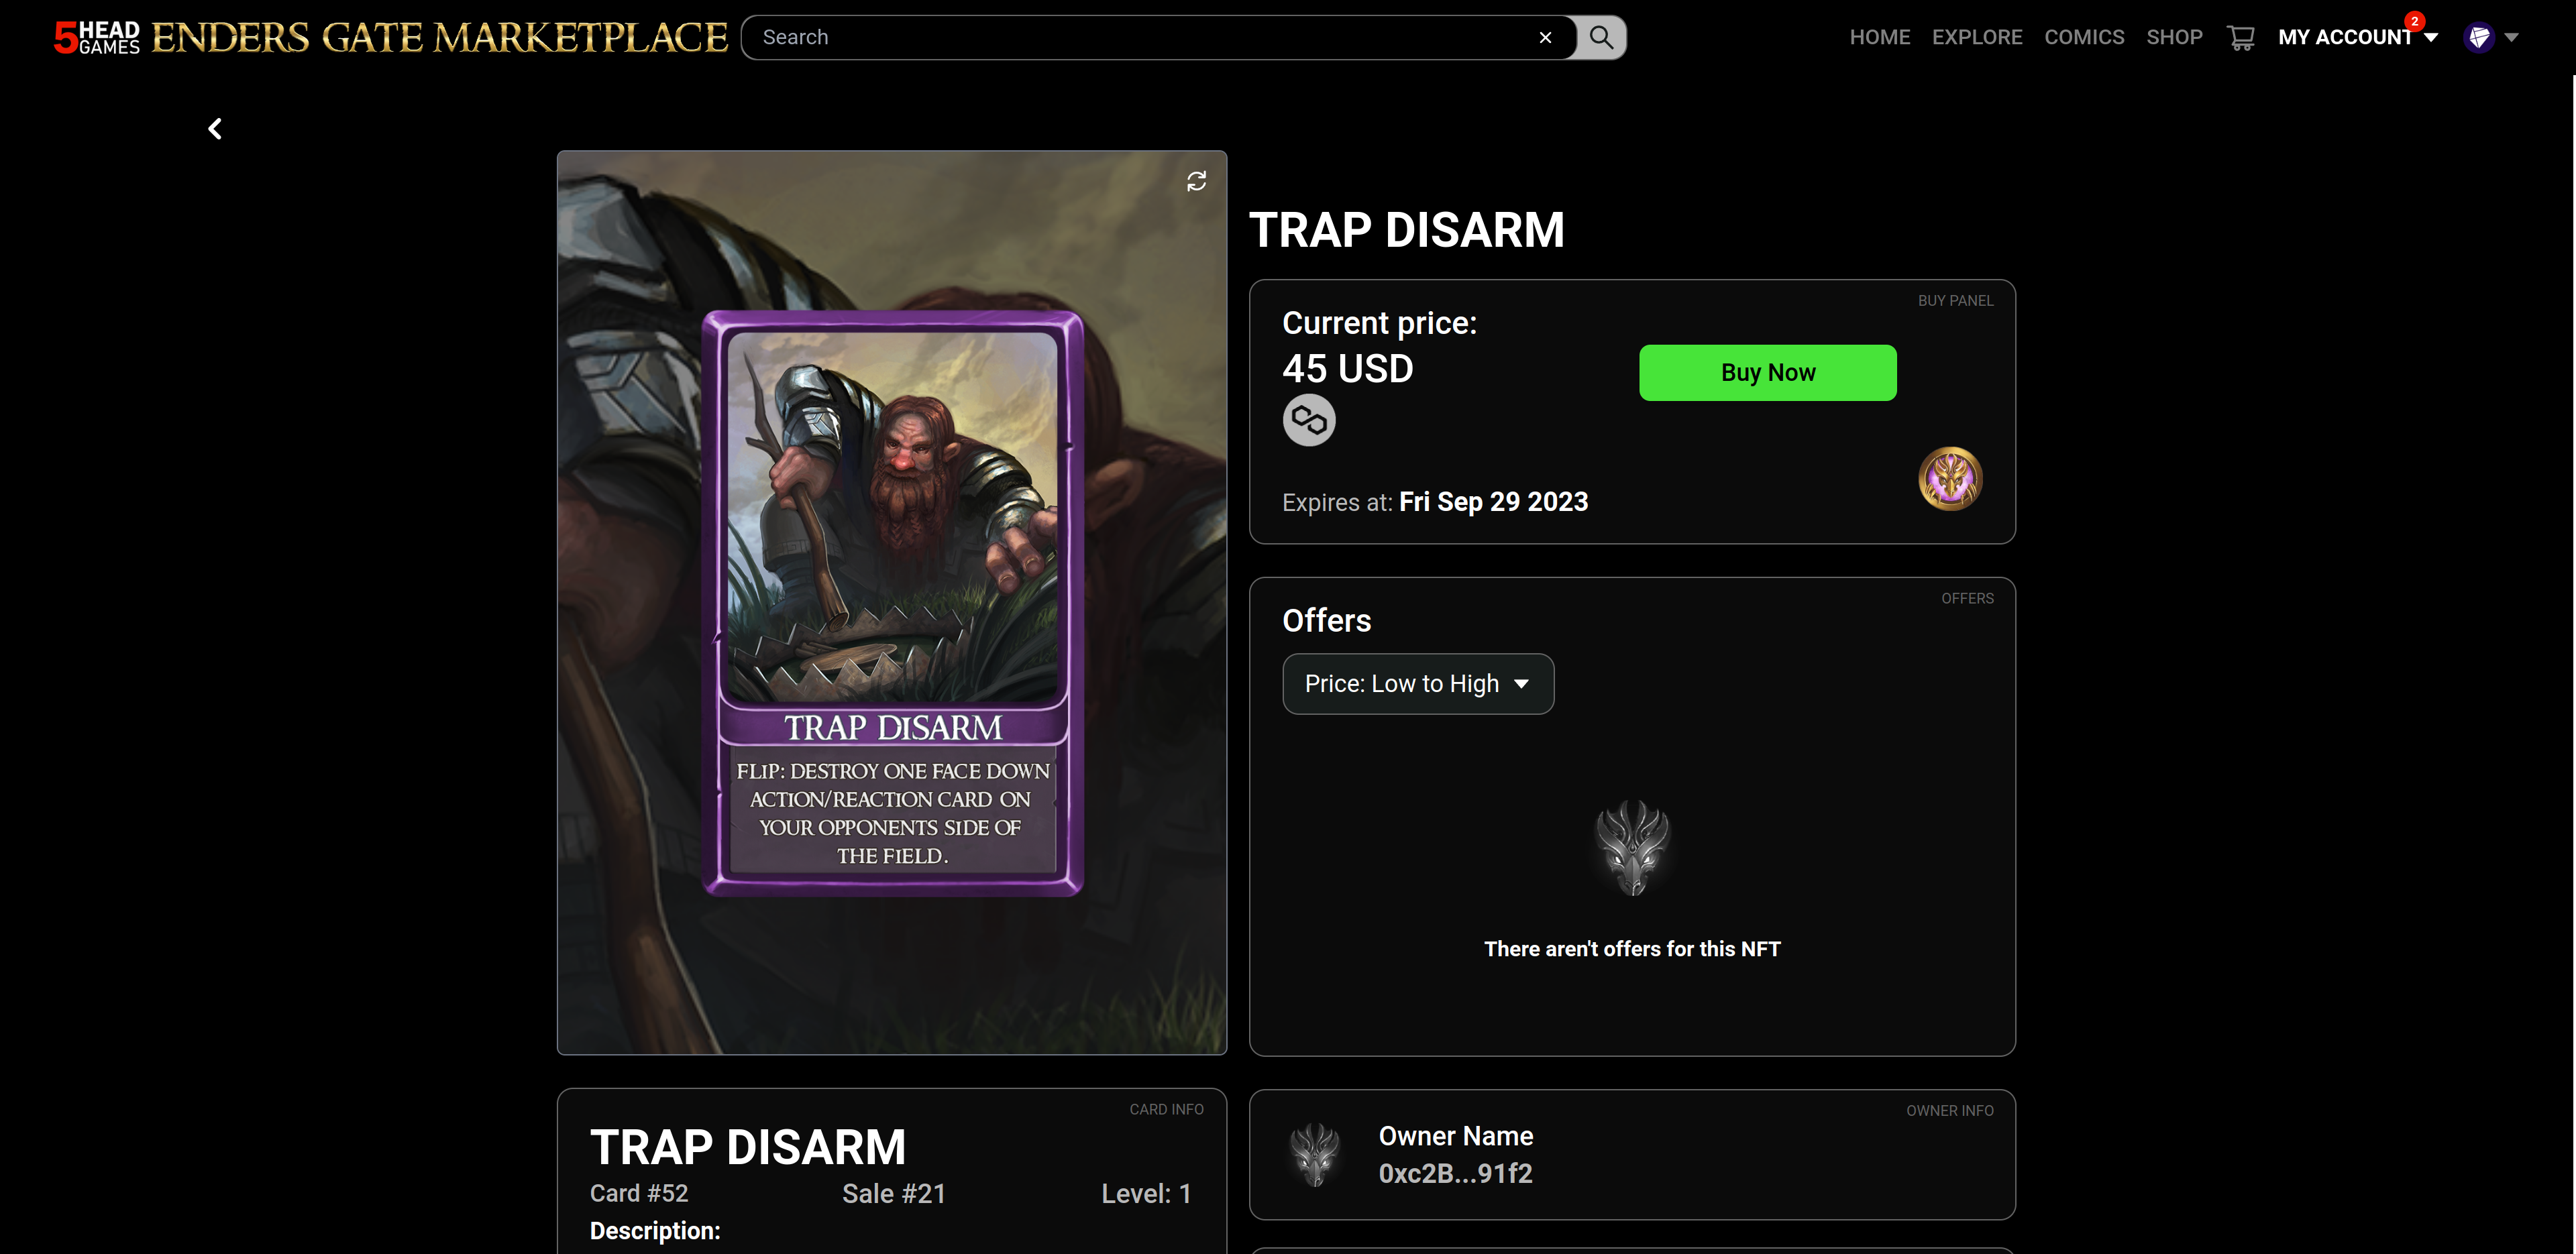 5HEAD GAMES ENDERS GATE MARKETPLACE Search HOME EXPLORE COMICS SHOP MY ACCOUNT 2
TRAP DISARM
BUY PANEL
Current price:
45 USD
Buy Now
Expires at: Fri Sep 29 2023
OFFERS
Offers
Price: Low to High
There aren't offers for this NFT
TRAP DISARM
FLIP: DESTROY ONE FACE DOWN
ACTION/REACTION CARD ON
YOUR OPPONENTS SIDE OF
THE FIELD.
CARD INFO
TRAP DISARM
Card #52 Sale #21 Level: 1
Description:
OWNER INFO
Owner Name
0xc2B...91f2